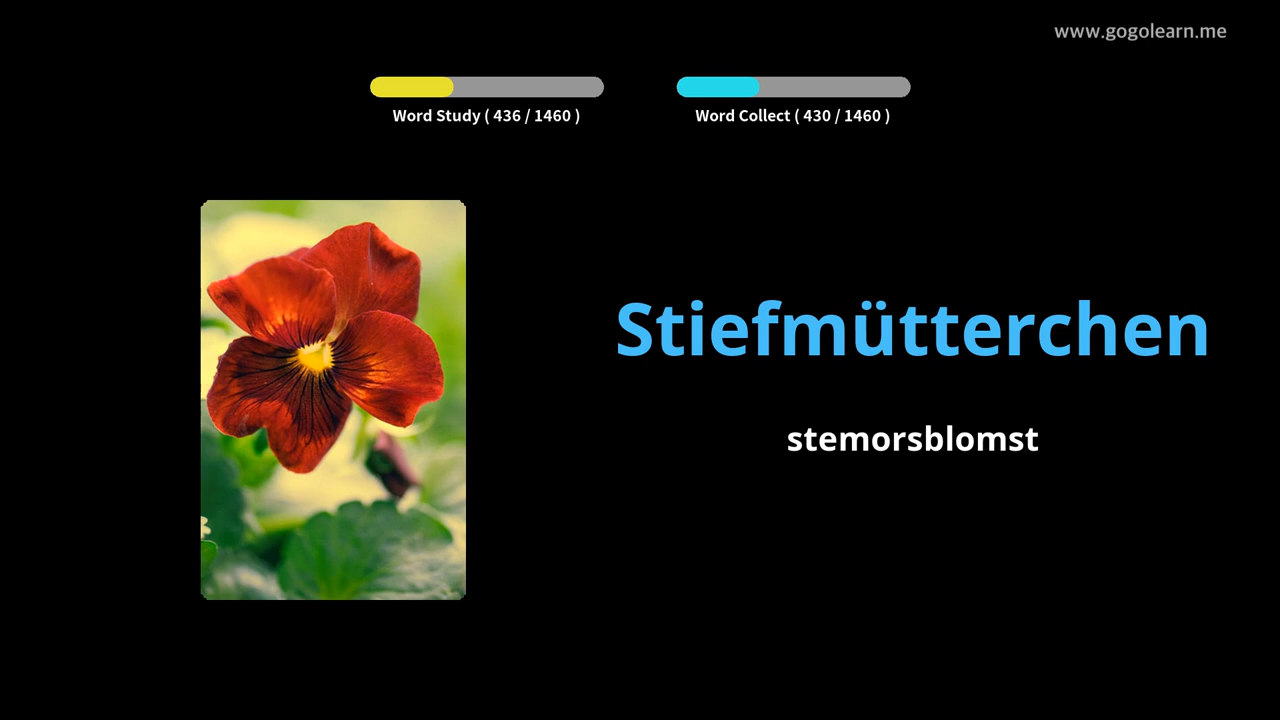 www.gogolearn.me
Word Study ( 436 / 1460 )
Word Collect ( 430 / 1460 )
Stiefmütterchen
stemorsblomst